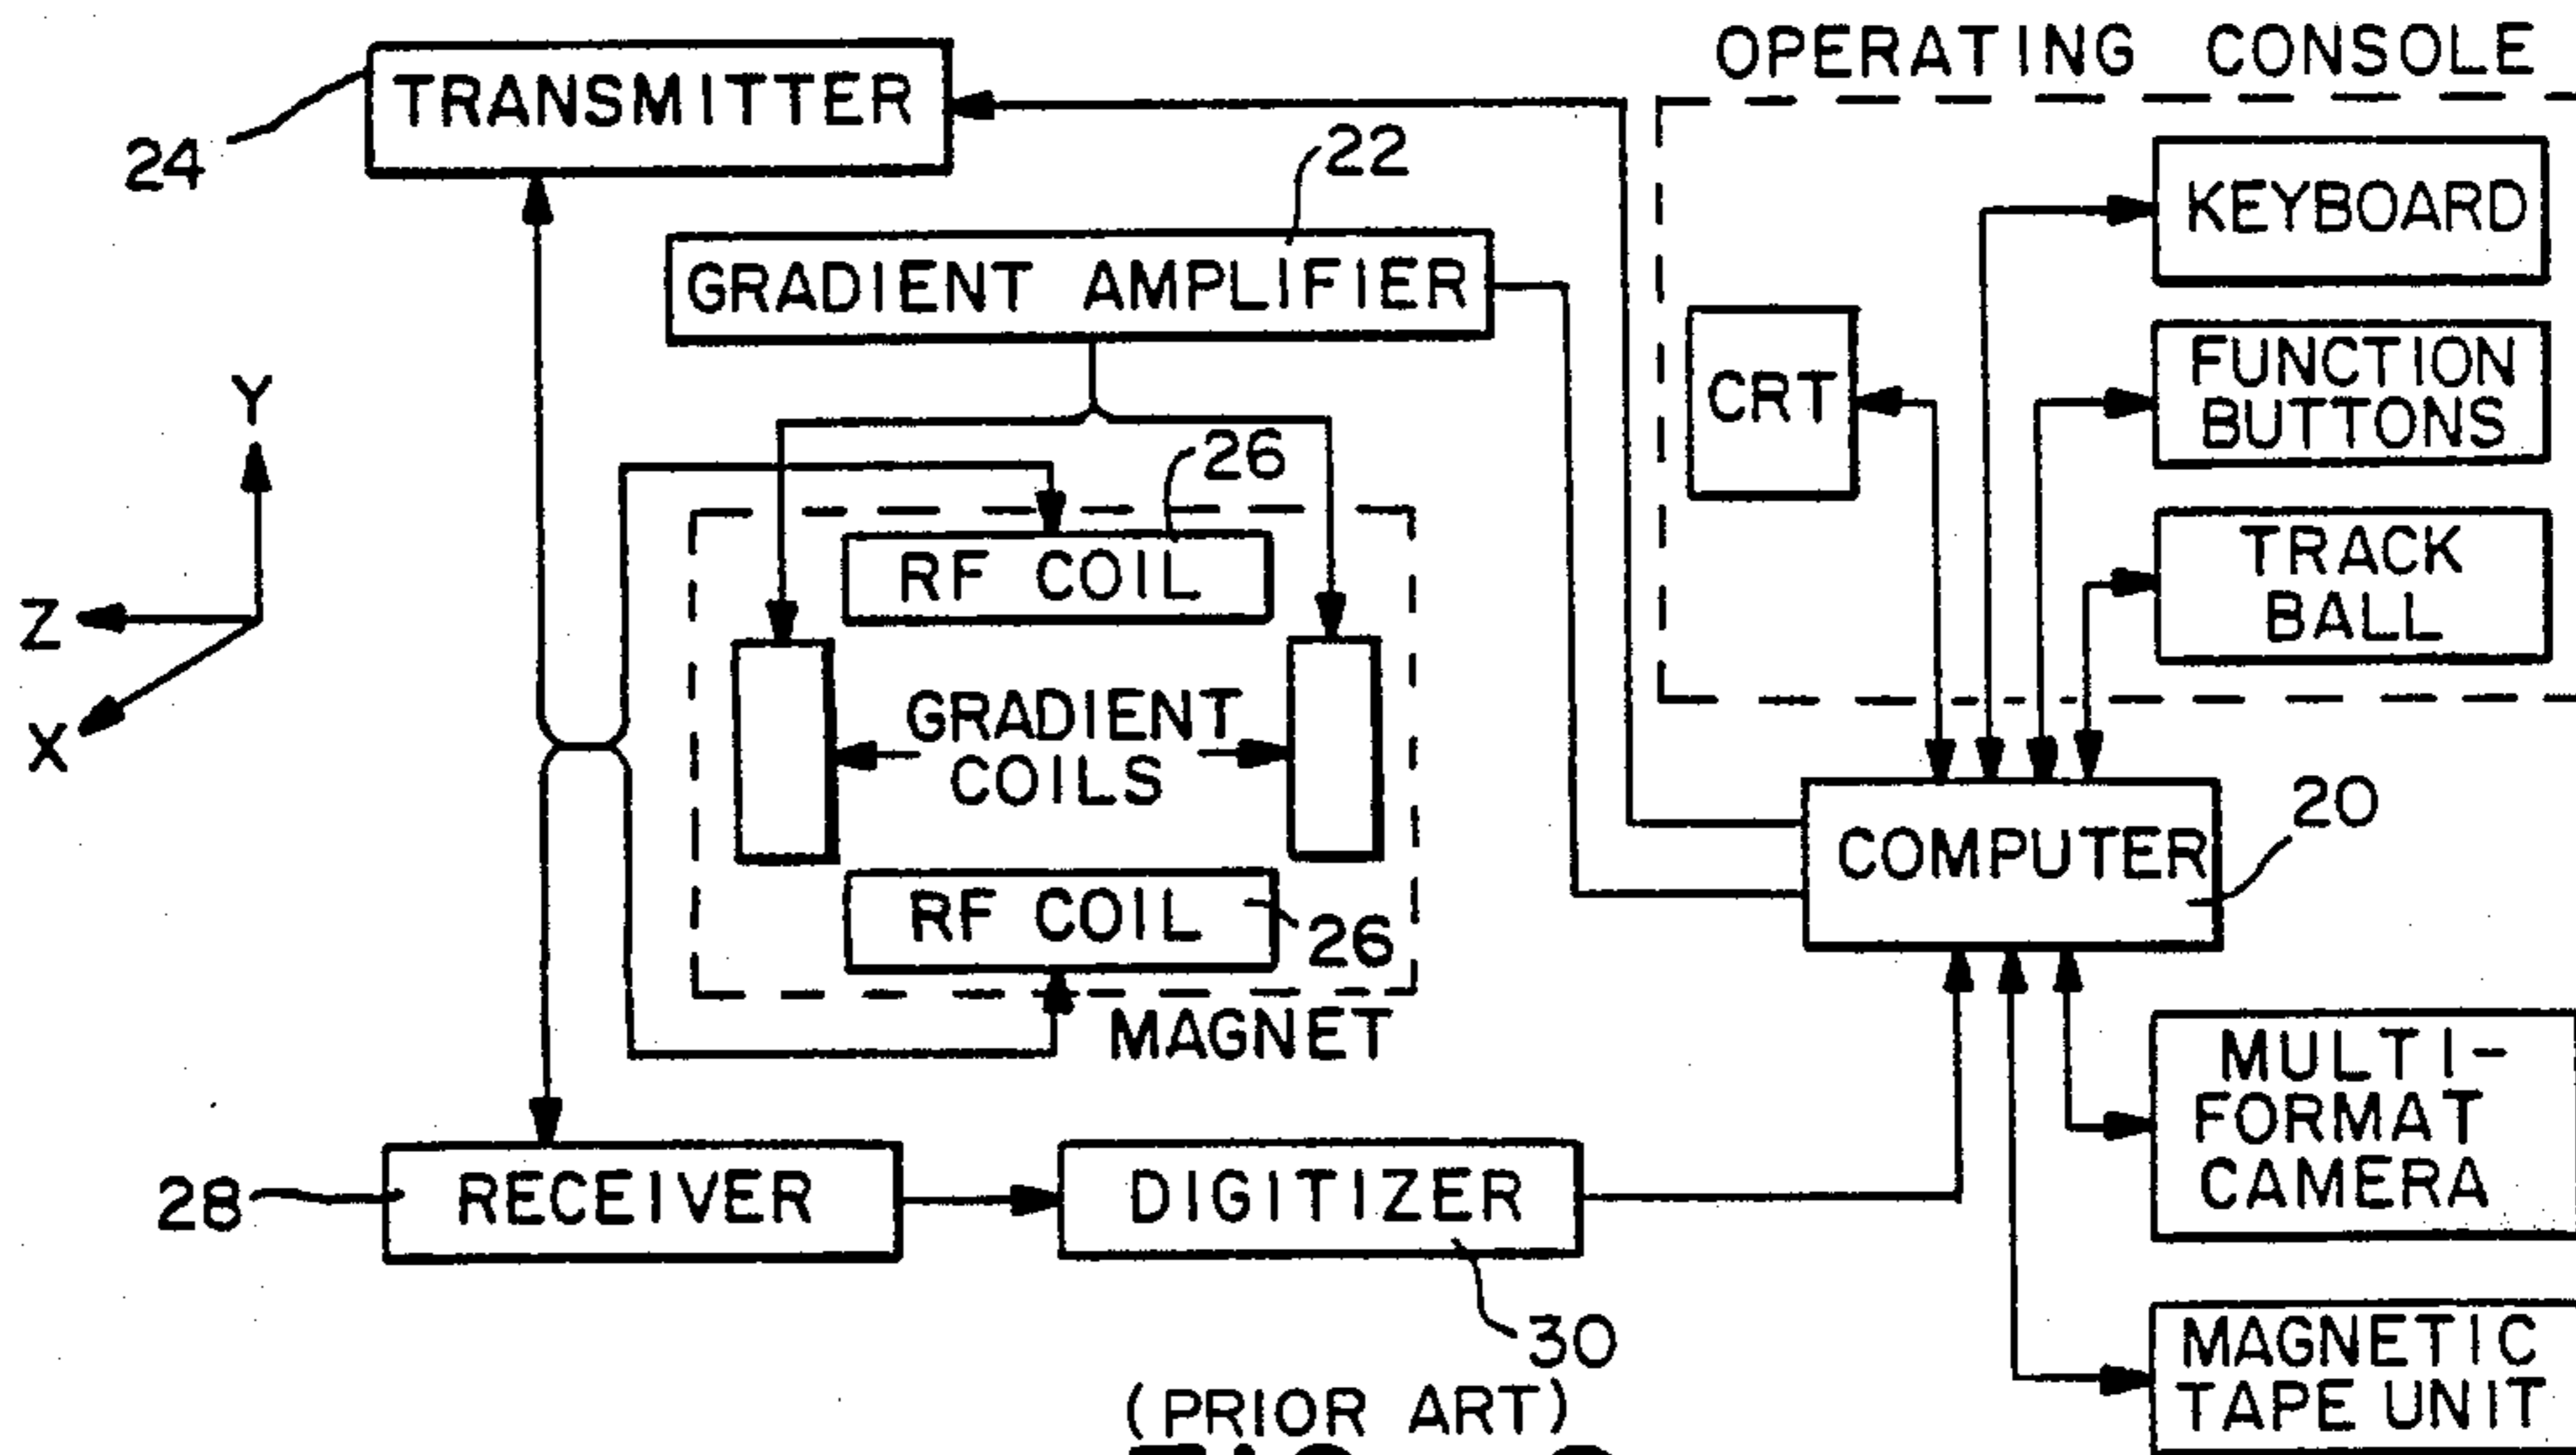 OPERATING CONSOLE
TRANSMITTER
24
22
KEYBOARD
GRADIENT AMPLIFIER
FUNCTION
BUTTONS
CRT
Y
26
TRACK
BALL
RF COIL
Z
X
GRADIENT
COILS
20
COMPUTER
RF COIL
26
MAGNET
MULTI-
FORMAT
CAMERA
28
RECEIVER
DIGITIZER
30
MAGNETIC
TAPE UNIT
(PRIOR ART)